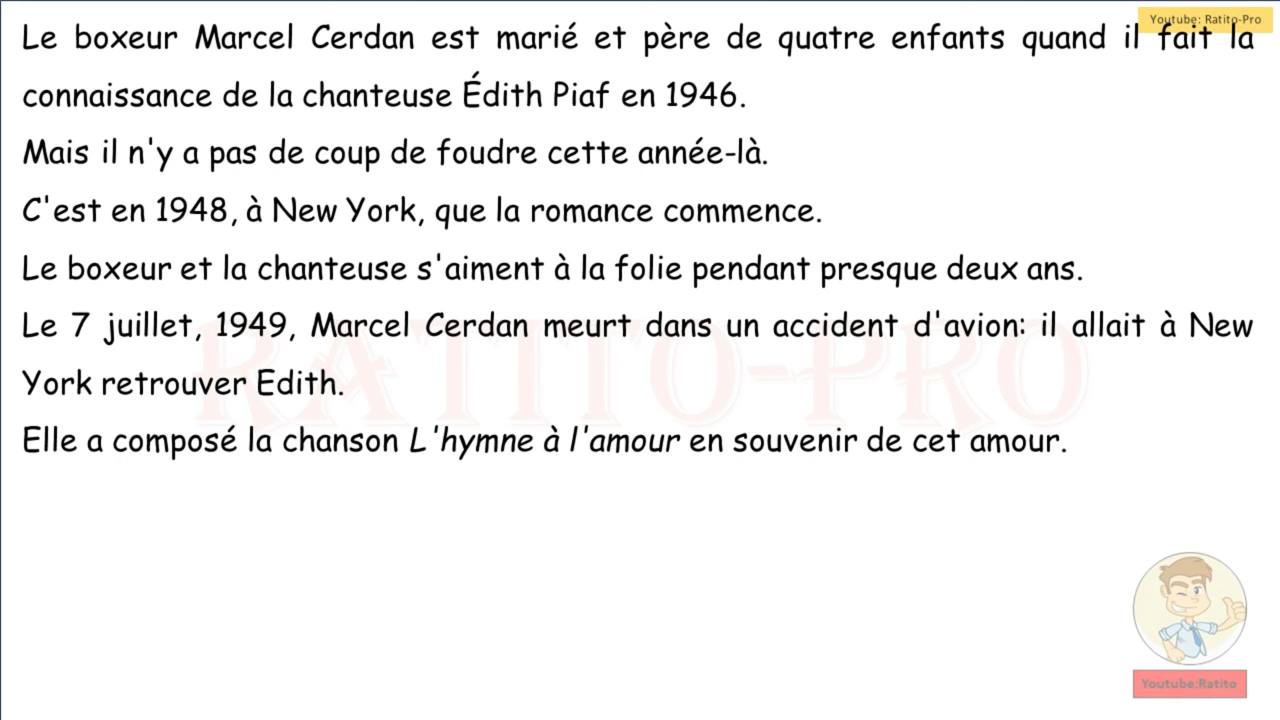 Youtube: Ratito-Pro
Le boxeur Marcel Cerdan est marié et père de quatre enfants quand il fait la
connaissance de la chanteuse Édith Piaf en 1946.
Mais il n'y a pas de coup de foudre cette année-là.
C'est en 1948, à New York, que la romance commence.
Le boxeur et la chanteuse s'aiment à la folie pendant presque deux ans.
Le 7 juillet, 1949, Marcel Cerdan meurt dans un accident d'avion: il allait à New
York retrouver Edith.
RATITO-PRO
Elle a composé la chanson L'hymne à l'amour en souvenir de cet amour.
Youtube:Ratito